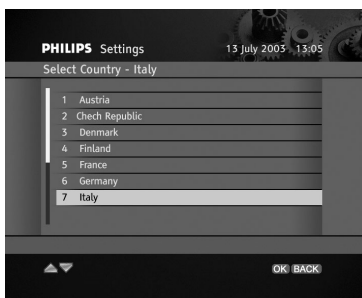 PHILIPS Settings 13 July 2003 13:05
Select Country - Italy
1 Austria
2 Chech Republic
3 Denmark
4 Finland
5 France
6 Germany
7 Italy
OK BACK